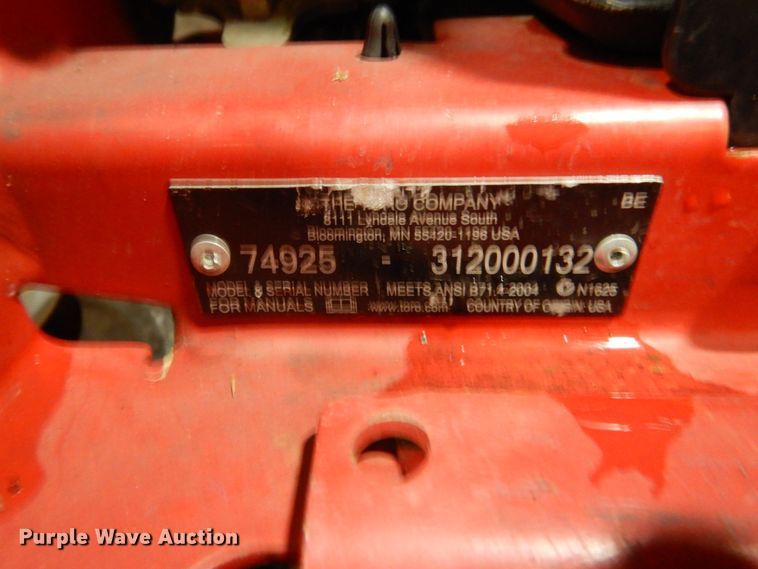 THE TORO COMPANY BE
8111 Lyndale Avenue South
Bloomington, MN 55420-1196 USA
74925 - 312000132
MODEL & SERIAL NUMBER MEETS ANSI B71.4-2004 N1625
FOR MANUALS www.toro.com COUNTRY OF ORIGIN: USA
Purple Wave Auction